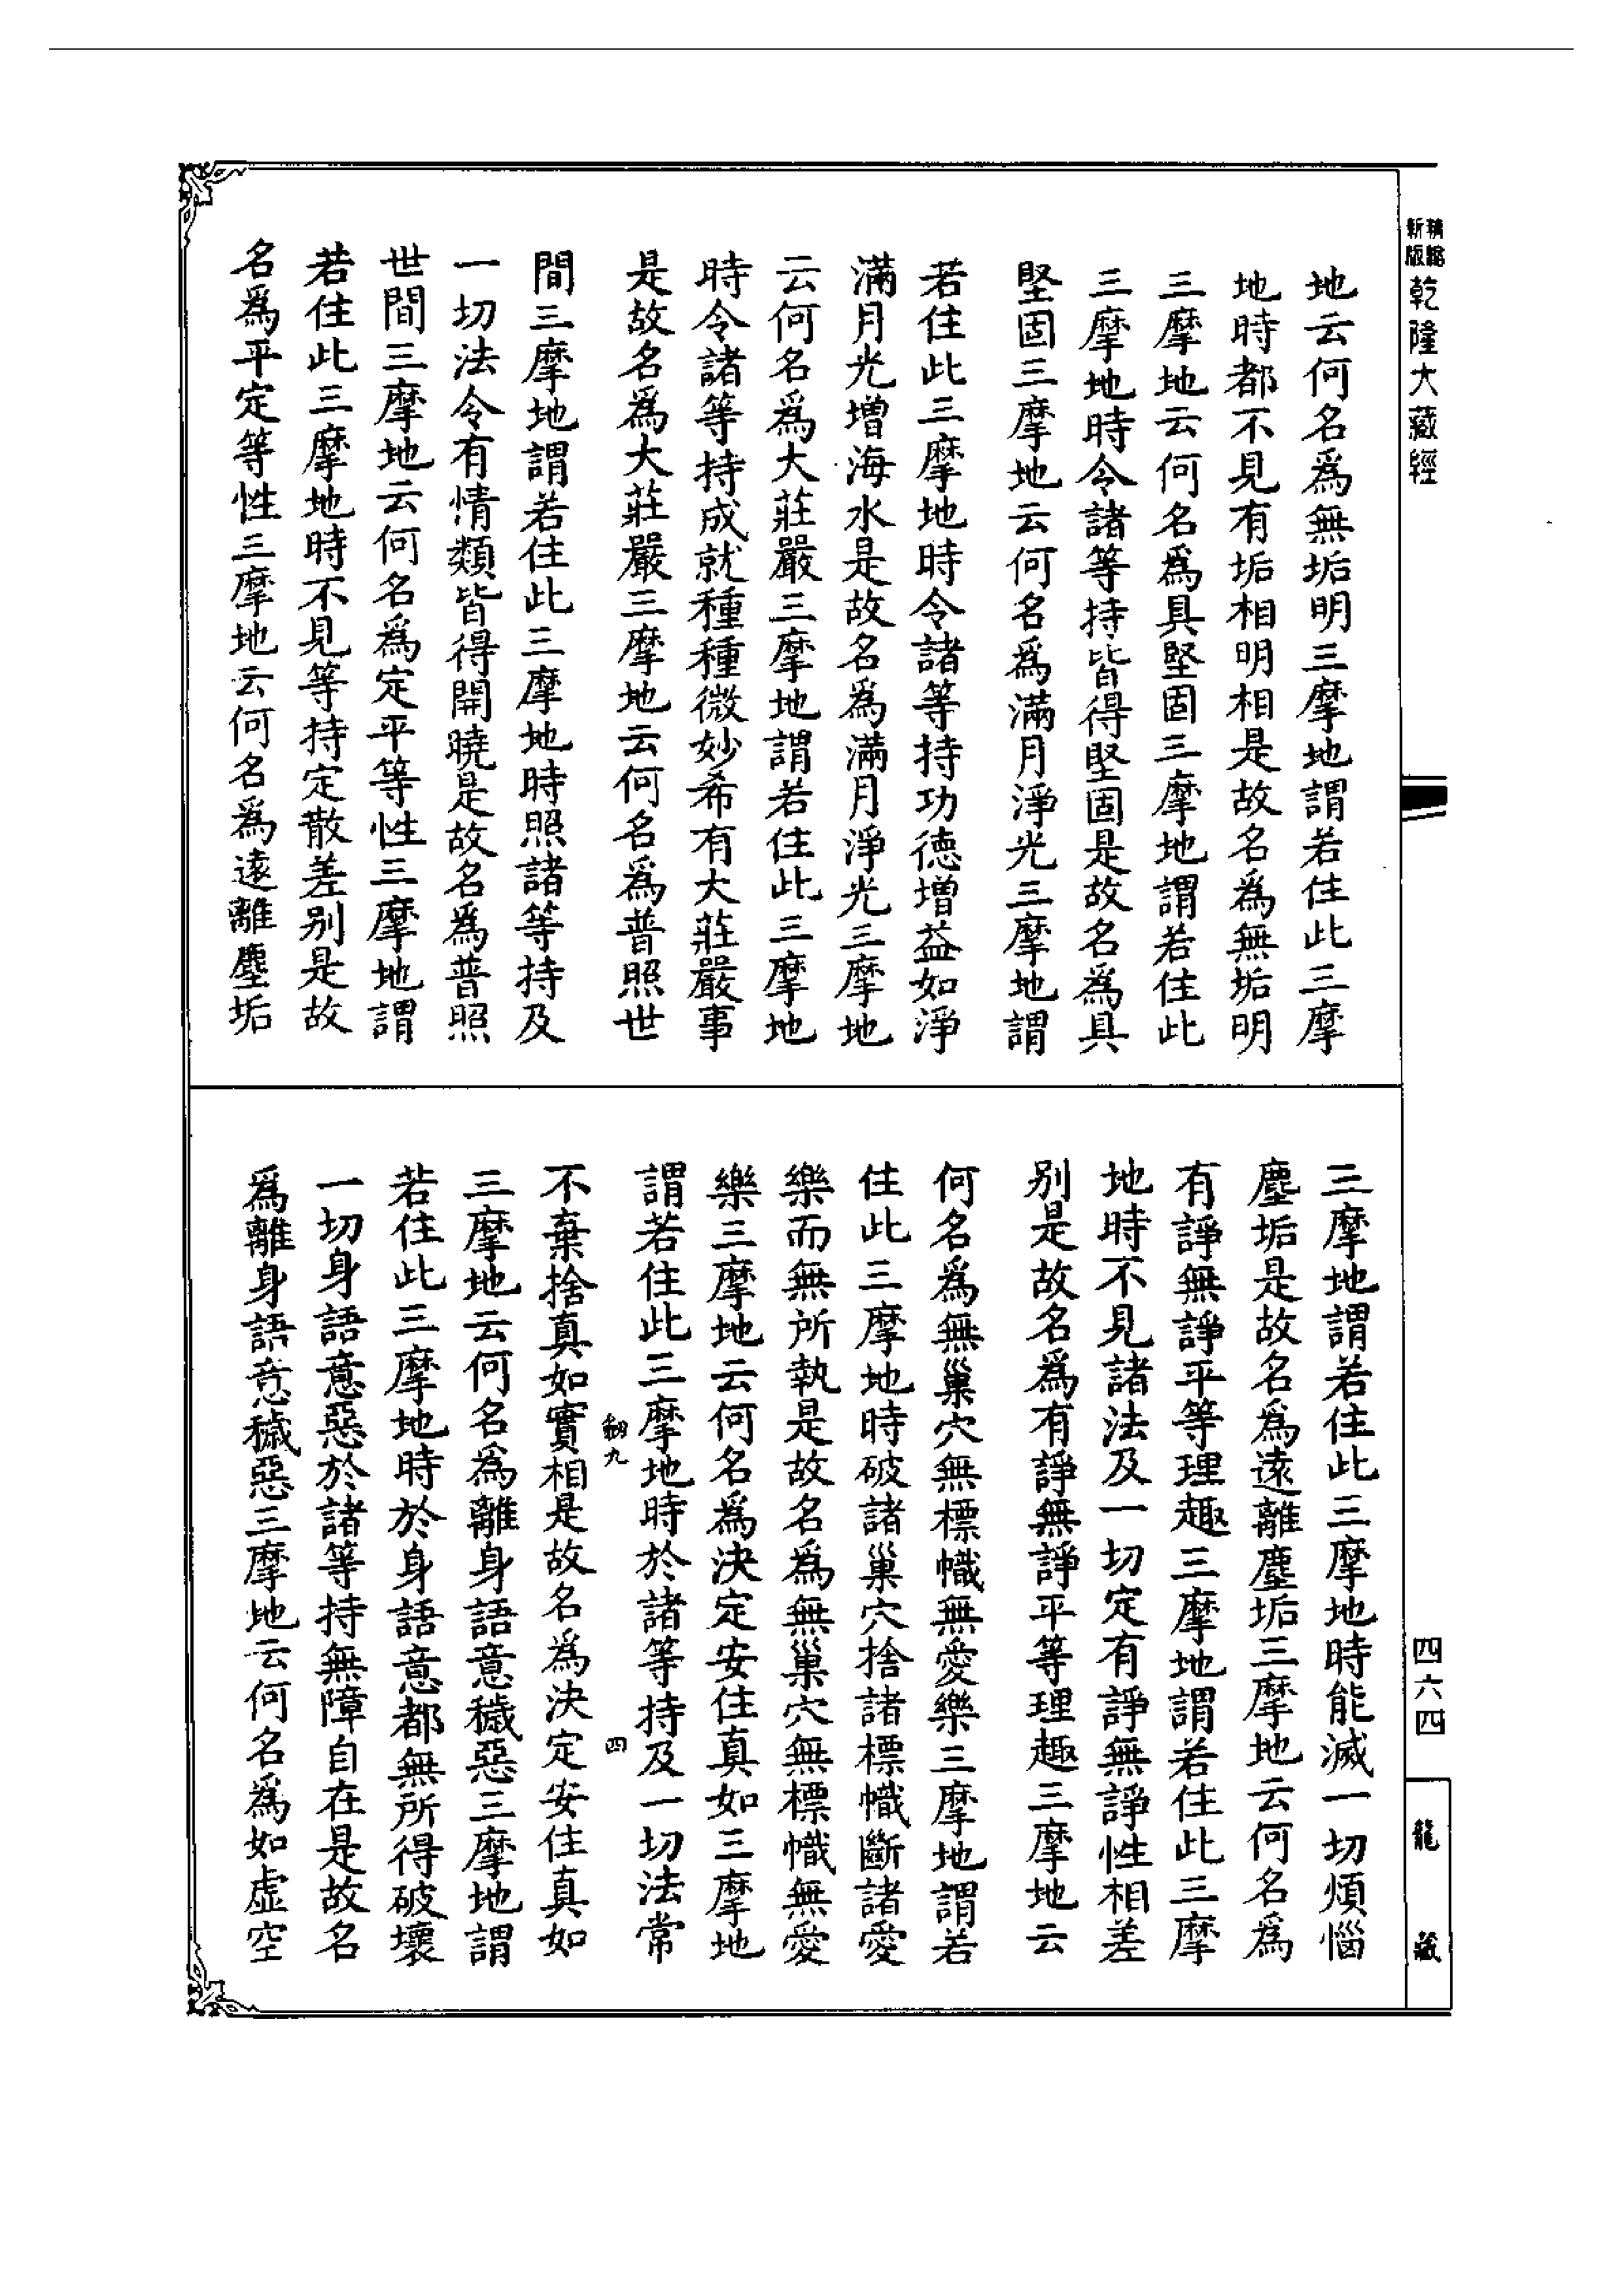 乾隆大藏經
地云何名爲無垢明三摩地謂若住此三摩
地時都不見有垢相明相是故名爲無垢明
三摩地云何名爲具堅固三摩地謂若住此
三摩地時令諸等持皆得堅固是故名爲具
堅固三摩地云何名爲滿月淨光三摩地謂
若住此三摩地時令諸等持功德增益如淨
滿月光增海水是故名爲滿月淨光三摩地
云何名爲大莊嚴三摩地謂若住此三摩地
時令諸等持成就種種微妙希有大莊嚴事
是故名爲大莊嚴三摩地云何名爲普照世
間三摩地謂若住此三摩地時照諸等持及
一切法令有情類皆得開曉是故名爲普照
世間三摩地云何名爲定平等性三摩地謂
若住此三摩地時不見等持定散差别是故
名爲平定等性三摩地云何名爲遠離塵垢
三摩地謂若住此三摩地時能滅一切煩惱
塵垢是故名爲遠離塵垢三摩地云何名爲
有諍無諍平等理趣三摩地謂若住此三摩
地時不見諸法及一切定有諍無諍性相差
别是故名爲有諍無諍平等理趣三摩地云
何名爲無巢穴無標幟無愛樂三摩地謂若
住此三摩地時破諸巢穴捨諸標幟斷諸愛
樂而無所執是故名爲無巢穴無標幟無愛
樂三摩地云何名爲決定安住真如三摩地
謂若住此三摩地時於諸等持及一切法常
四
不棄捨真如實相是故名爲決定安住真如
三摩地云何名爲離身語意穢惡三摩地謂
若住此三摩地時於身語意都無所得破壞
一切身語意惡於諸等持無障自在是故名
爲離身語意穢惡三摩地云何名爲如虛空
四六四
龍藏